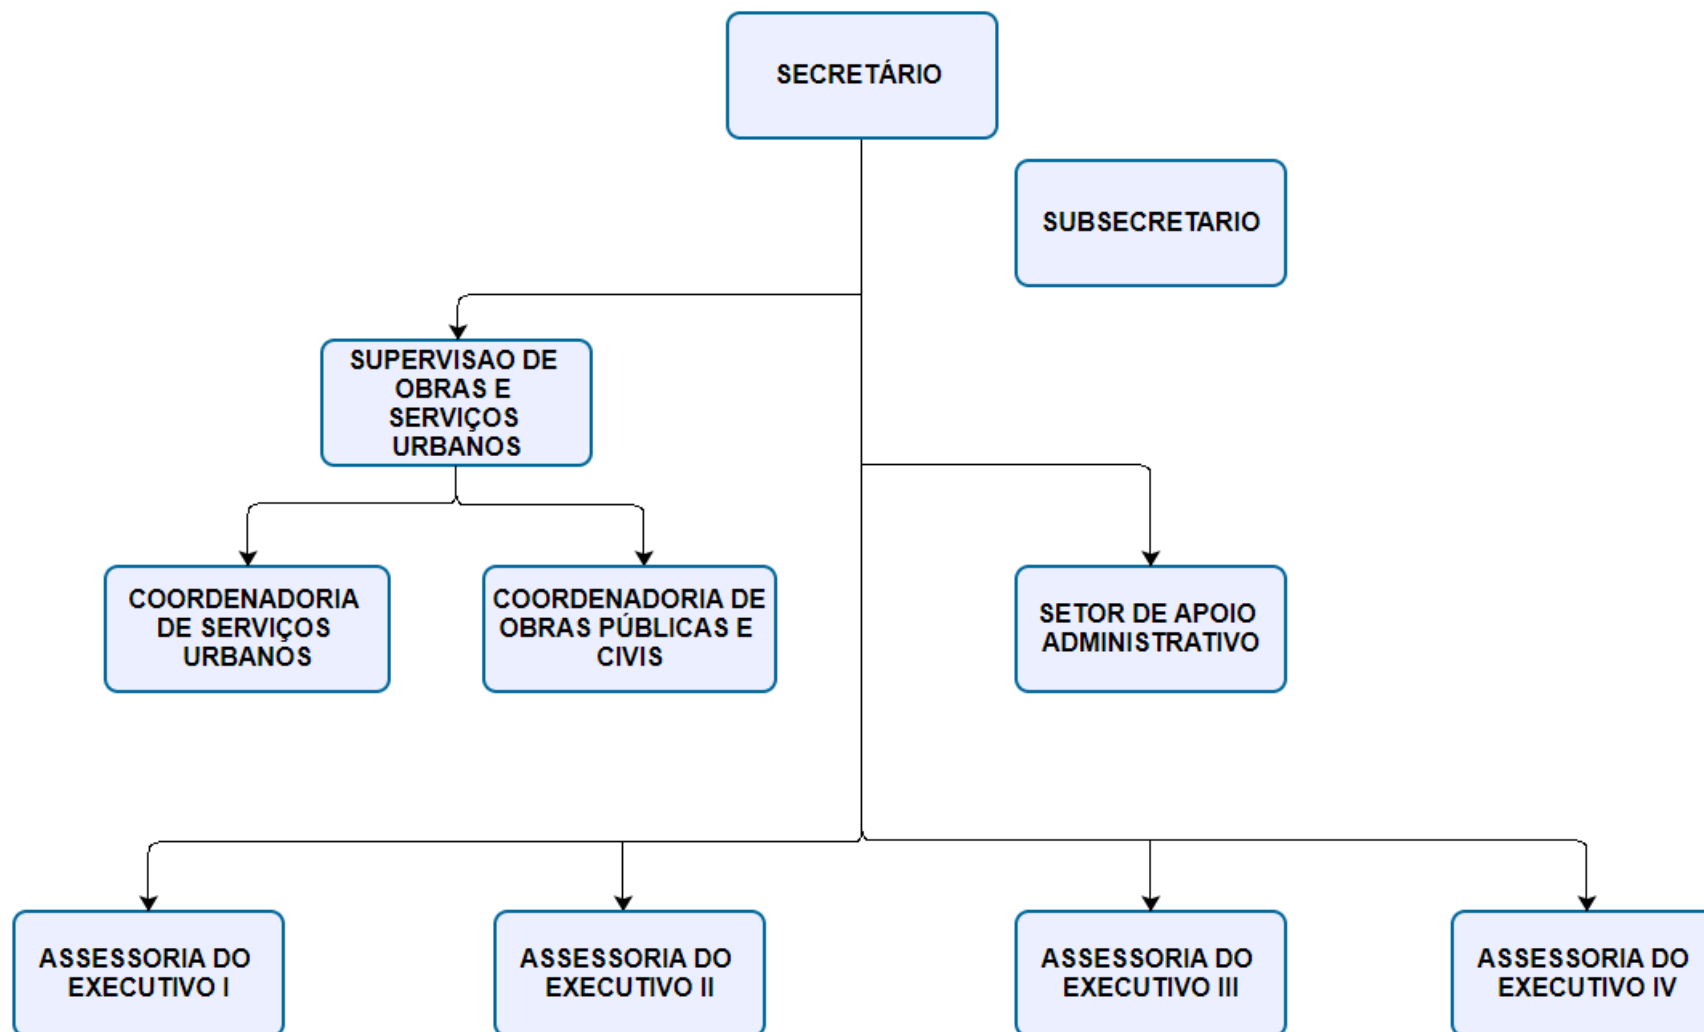 SECRETÁRIO
SUBSECRETARIO
SUPERVISAO DE
OBRAS E
SERVIÇOS
URBANOS
COORDENADORIA
DE SERVIÇOS
URBANOS
COORDENADORIA DE
OBRAS PÚBLICAS E
CIVIS
SETOR DE APOIO
ADMINISTRATIVO
ASSESSORIA DO
EXECUTIVO I
ASSESSORIA DO
EXECUTIVO II
ASSESSORIA DO
EXECUTIVO III
ASSESSORIA DO
EXECUTIVO IV